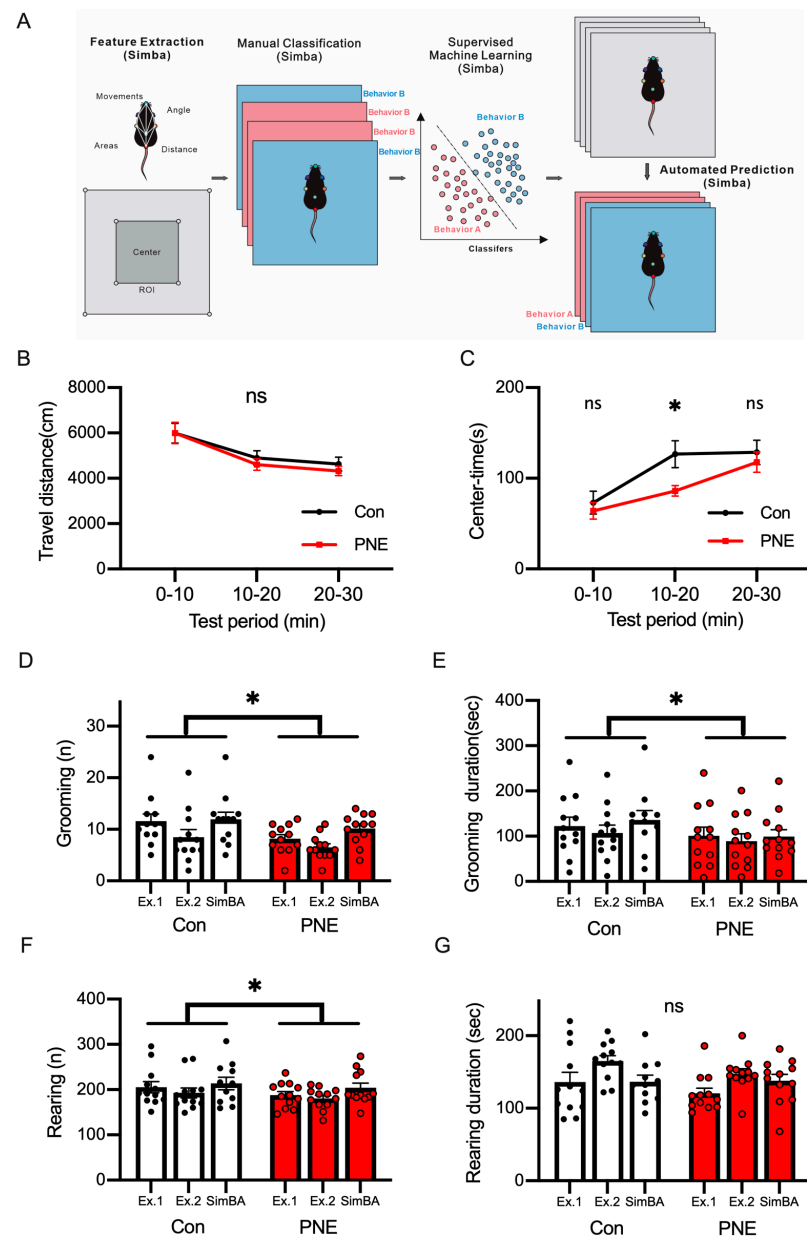 A
Feature Extraction
(Simba)
Movements
Angle
Areas
Distance
Center
ROI
Manual Classification
(Simba)
Behavior B
Behavior B
Behavior B
Behavior B
Supervised
Machine Learning
(Simba)
Behavior B
Behavior A
Classifers
Automated Prediction
(Simba)
Behavior A
Behavior B
B
Travel distance(cm)
8000
6000
4000
2000
0
ns
Con
PNE
0-10
10-20
20-30
Test period (min)
C
Center-time(s)
200
100
0
ns
*
ns
Con
PNE
0-10
10-20
20-30
Test period (min)
D
Grooming (n)
30
20
10
0
*
Ex.1 Ex.2 SimBA Ex.1 Ex.2 SimBA
Con PNE
E
Grooming duration(sec)
400
300
200
100
0
*
Ex.1 Ex.2 SimBA Ex.1 Ex.2 SimBA
Con PNE
F
Rearing (n)
400
300
200
100
0
*
Ex.1 Ex.2 SimBA Ex.1 Ex.2 SimBA
Con PNE
G
Rearing duration (sec)
200
150
100
50
0
ns
Ex.1 Ex.2 SimBA Ex.1 Ex.2 SimBA
Con PNE